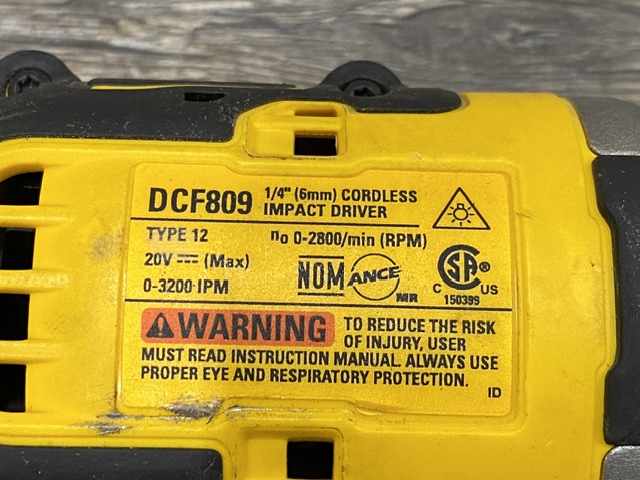 DCF809 1/4" (6mm) CORDLESS
IMPACT DRIVER
TYPE 12 no 0-2800/min (RPM)
20V ⎓ (Max)
0-3200 IPM
NOM ANCE MR
SA ®
C US
150399
⚠WARNING TO REDUCE THE RISK
OF INJURY, USER
MUST READ INSTRUCTION MANUAL. ALWAYS USE
PROPER EYE AND RESPIRATORY PROTECTION.
ID